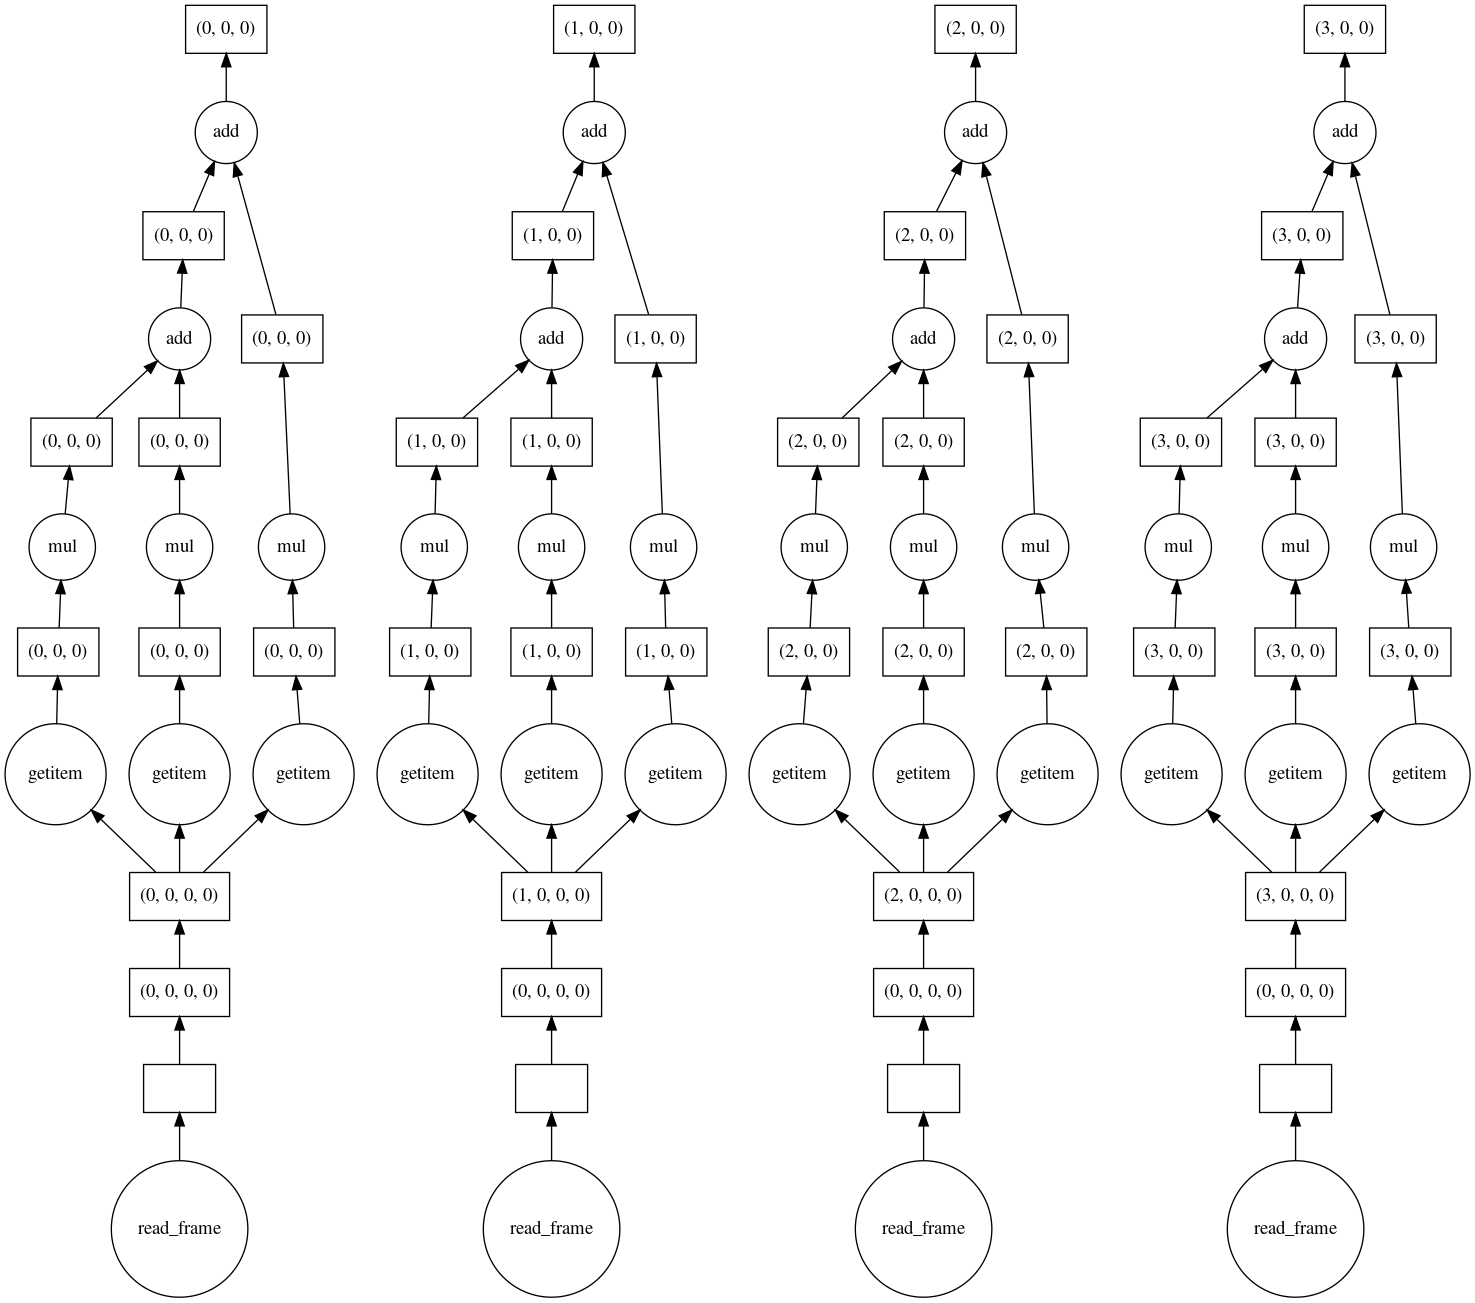 (0, 0, 0)
(1, 0, 0)
(2, 0, 0)
(3, 0, 0)
add
add
add
add
(0, 0, 0)
(1, 0, 0)
(2, 0, 0)
(3, 0, 0)
add
(0, 0, 0)
add
(1, 0, 0)
add
(2, 0, 0)
add
(3, 0, 0)
(0, 0, 0)
(0, 0, 0)
(1, 0, 0)
(1, 0, 0)
(2, 0, 0)
(2, 0, 0)
(3, 0, 0)
(3, 0, 0)
mul
mul
mul
mul
mul
mul
mul
mul
mul
mul
mul
mul
(0, 0, 0)
(0, 0, 0)
(0, 0, 0)
(1, 0, 0)
(1, 0, 0)
(1, 0, 0)
(2, 0, 0)
(2, 0, 0)
(2, 0, 0)
(3, 0, 0)
(3, 0, 0)
(3, 0, 0)
getitem
getitem
getitem
getitem
getitem
getitem
getitem
getitem
getitem
getitem
getitem
getitem
(0, 0, 0, 0)
(1, 0, 0, 0)
(2, 0, 0, 0)
(3, 0, 0, 0)
(0, 0, 0, 0)
(0, 0, 0, 0)
(0, 0, 0, 0)
(0, 0, 0, 0)
read_frame
read_frame
read_frame
read_frame